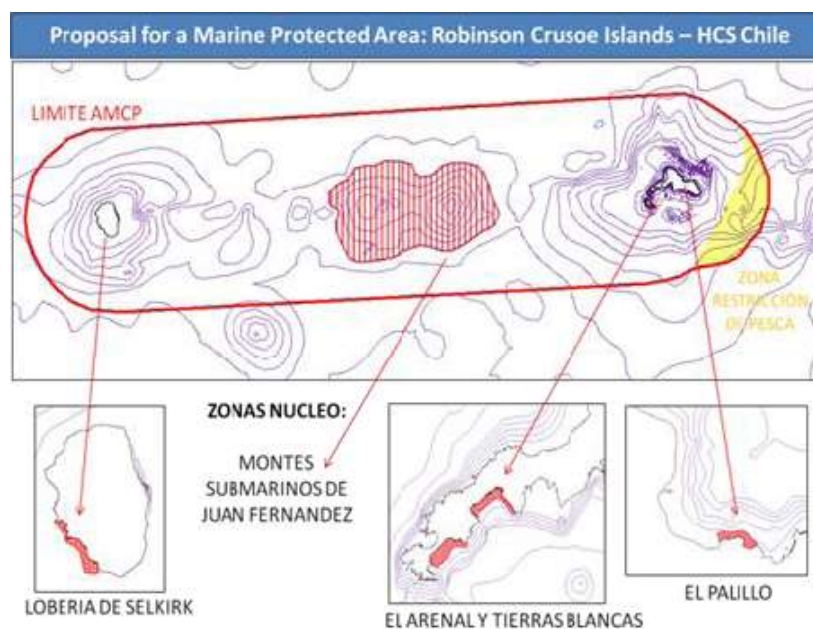 Proposal for a Marine Protected Area: Robinson Crusoe Islands – HCS Chile
LIMITE AMCP
ZONA
RESTRICCIÓN
DE PESCA
ZONAS NUCLEO:
MONTES
SUBMARINOS DE
JUAN FERNANDEZ
LOBERIA DE SELKIRK
EL ARENAL Y TIERRAS BLANCAS
EL PALILLO